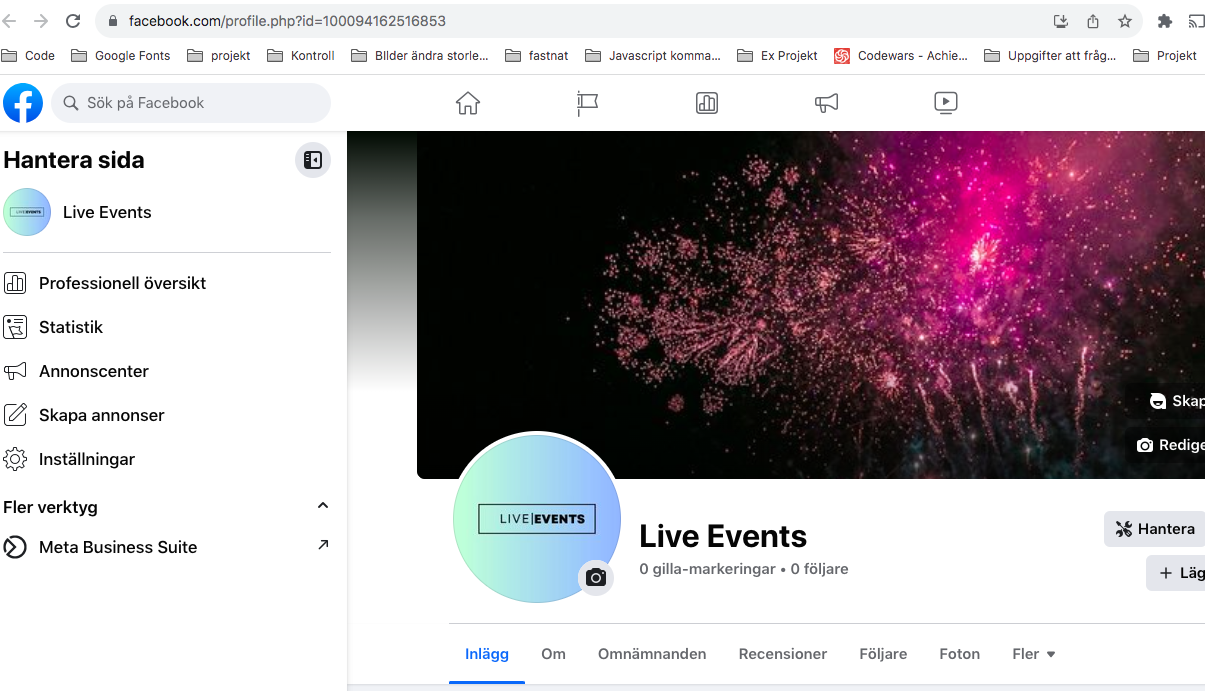 facebook.com/profile.php?id=100094162516853
Code Google Fonts projekt Kontroll BIlder ändra storle... fastnat Javascript komma... Ex Projekt Codewars - Achie... Uppgifter att fråg... Projekt
Sök på Facebook
Hantera sida
LIVE|EVENTS
Live Events
Professionell översikt
Statistik
Annonscenter
Skapa annonser
Inställningar
Fler verktyg
Meta Business Suite
Skap
Redige
LIVE|EVENTS
Live Events
0 gilla-markeringar • 0 följare
Hantera
+ Läg
Inlägg Om Omnämnanden Recensioner Följare Foton Fler